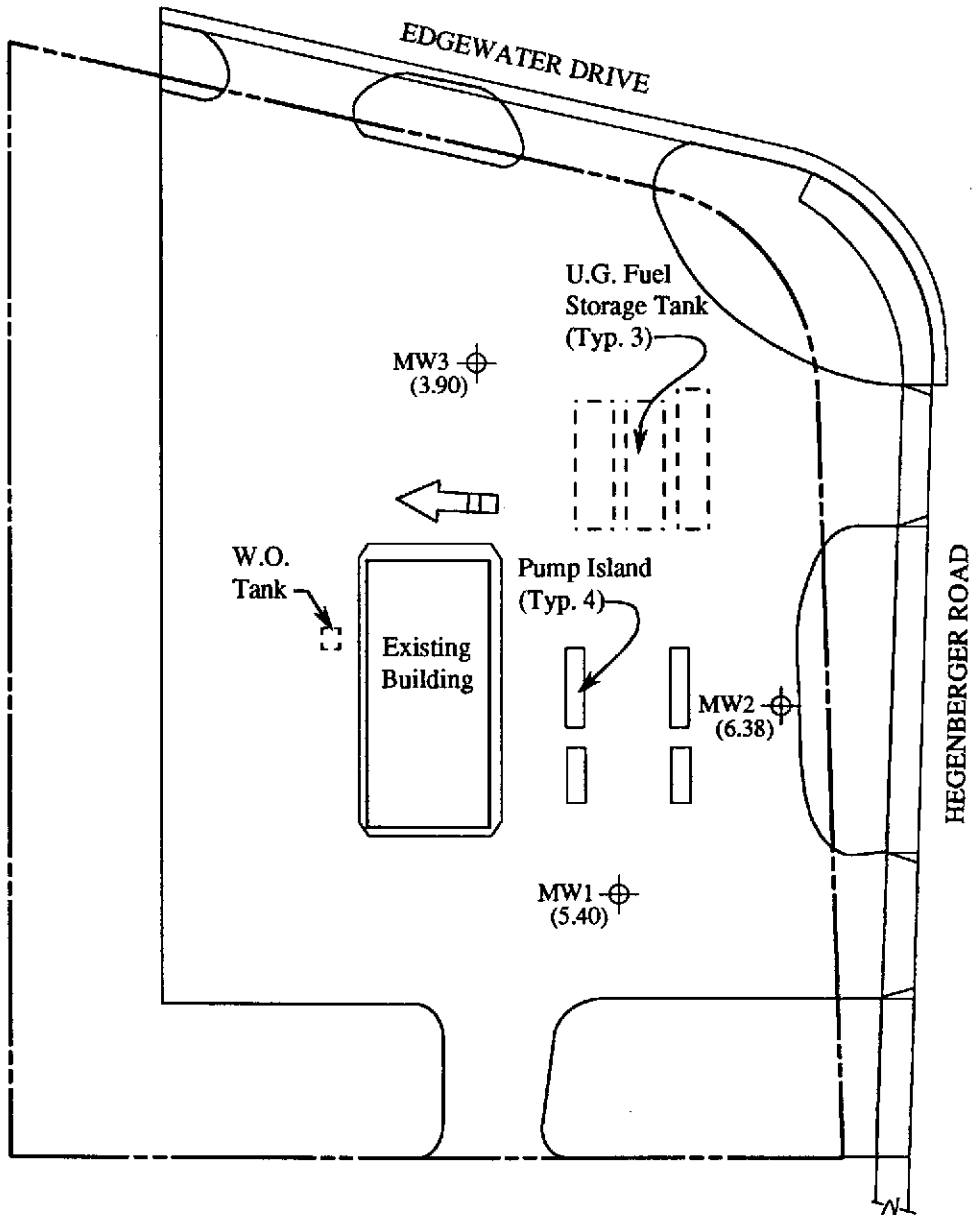 EDGEWATER DRIVE
U.G. Fuel
Storage Tank
(Typ. 3)
MW3
(3.90)
W.O.
Tank
Pump Island
(Typ. 4)
Existing
Building
MW2
(6.38)
HEGENBERGER ROAD
MW1
(5.40)